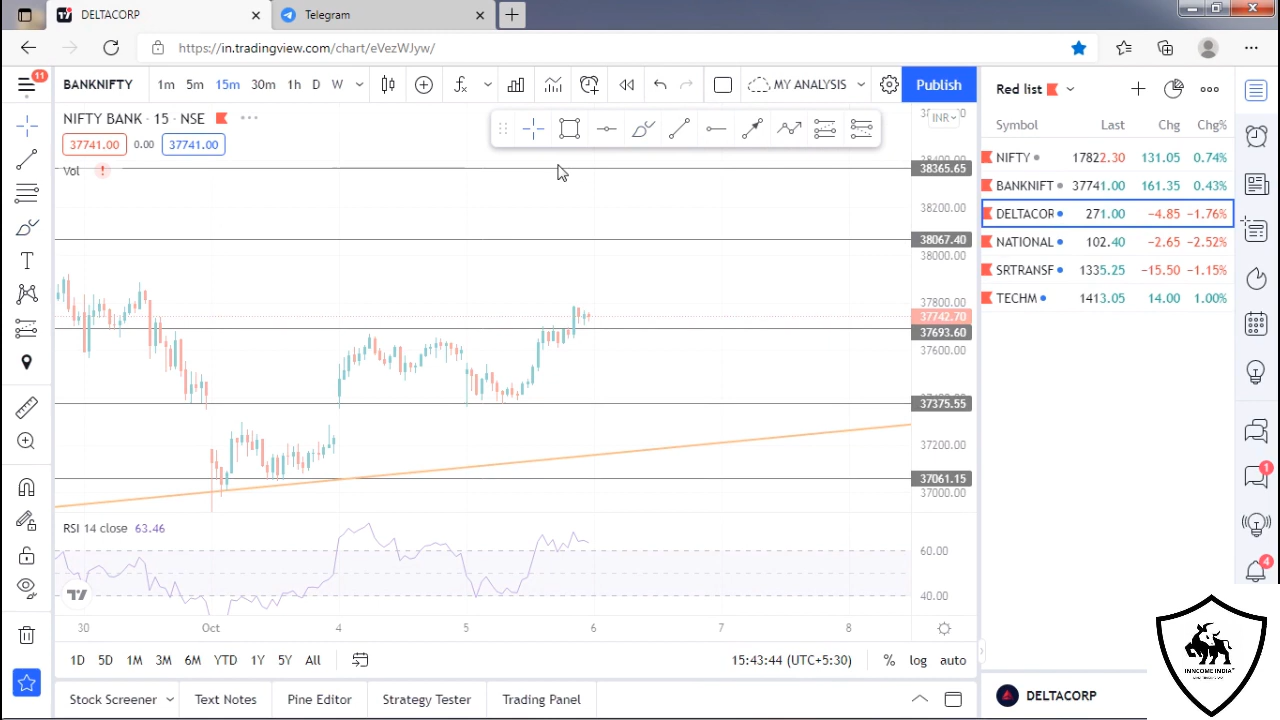 DELTACORP
Telegram
https://in.tradingview.com/chart/eVezWJyw/
11
BANKNIFTY 1m 5m 15m 30m 1h D W MY ANALYSIS Publish
Red list
NIFTY BANK · 15 · NSE
INR
Symbol Last Chg Chg%
37741.00 0.00 37741.00
Vol
NIFTY 17822.30 131.05 0.74%
BANKNIFT 37741.00 161.35 0.43%
DELTACOR 271.00 −4.85 −1.76%
NATIONAL 102.40 −2.65 −2.52%
SRTRANSF 1335.25 −15.50 −1.15%
TECHM 1413.05 14.00 1.00%
38365.65
38200.00
38067.40
38000.00
37800.00
37742.70
37693.60
37600.00
37375.55
37200.00
37061.15
37000.00
RSI 14 close 63.46
60.00
40.00
30 Oct 4 5 6 7 8
1
4
1D 5D 1M 3M 6M YTD 1Y 5Y All
15:43:44 (UTC+5:30) % log auto
Stock Screener Text Notes Pine Editor Strategy Tester Trading Panel
DELTACORP
INNCOME INDIA